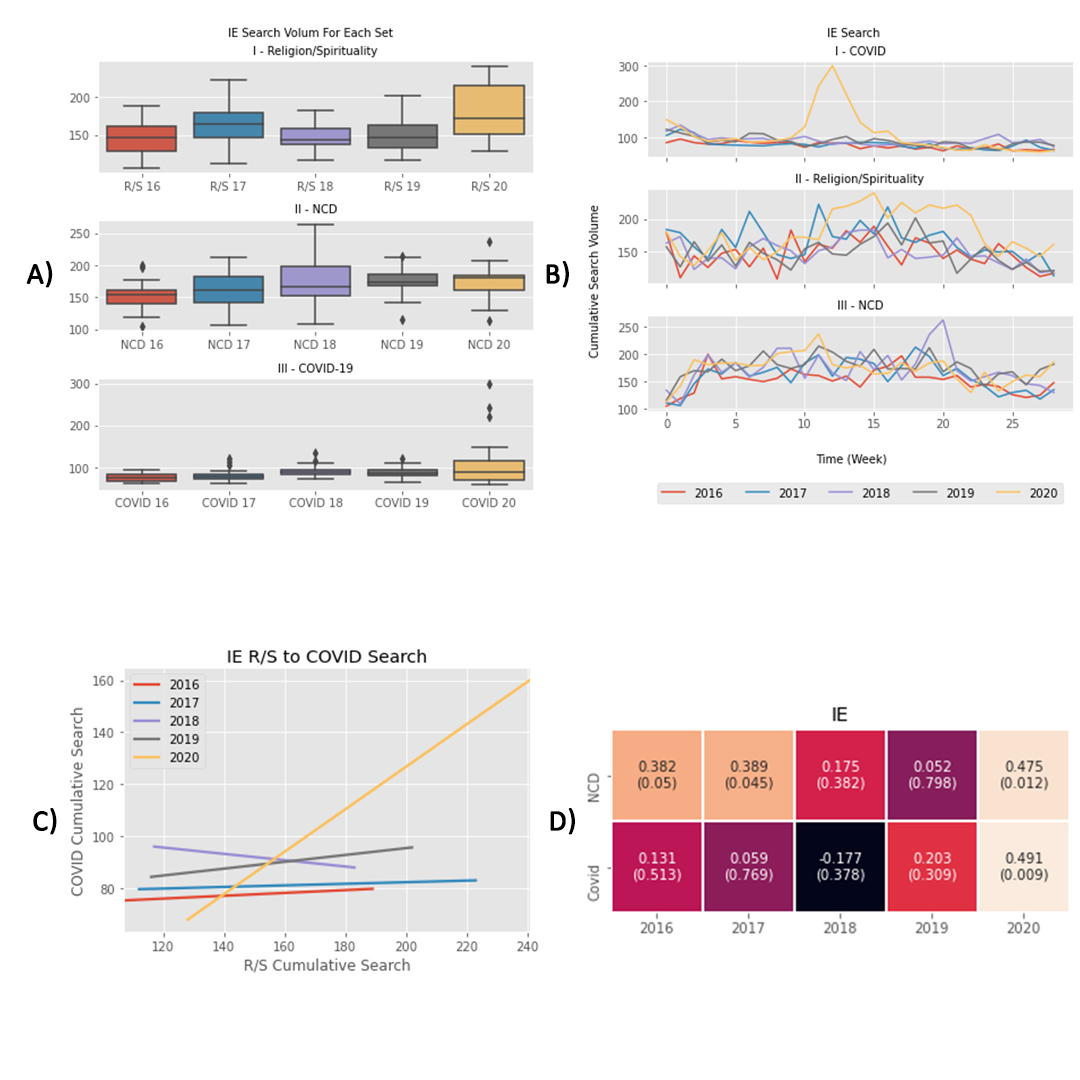 A)
IE Search Volum For Each Set
I - Religion/Spirituality
200
150
R/S 16 R/S 17 R/S 18 R/S 19 R/S 20
II - NCD
250
200
150
100
NCD 16 NCD 17 NCD 18 NCD 19 NCD 20
III - COVID-19
300
200
100
COVID 16 COVID 17 COVID 18 COVID 19 COVID 20
B)
IE Search
I - COVID
300
200
100
II - Religion/Spirituality
200
150
Cumulative Search Volume
III - NCD
250
200
150
100
0 5 10 15 20 25
Time (Week)
2016 2017 2018 2019 2020
C)
IE R/S to COVID Search
2016
2017
2018
2019
2020
COVID Cumulative Search
160
140
120
100
80
120 140 160 180 200 220 240
R/S Cumulative Search
D)
IE
NCD
0.382 0.389 0.175 0.052 0.475
(0.05) (0.045) (0.382) (0.798) (0.012)
Covid
0.131 0.059 -0.177 0.203 0.491
(0.513) (0.769) (0.378) (0.309) (0.009)
2016 2017 2018 2019 2020